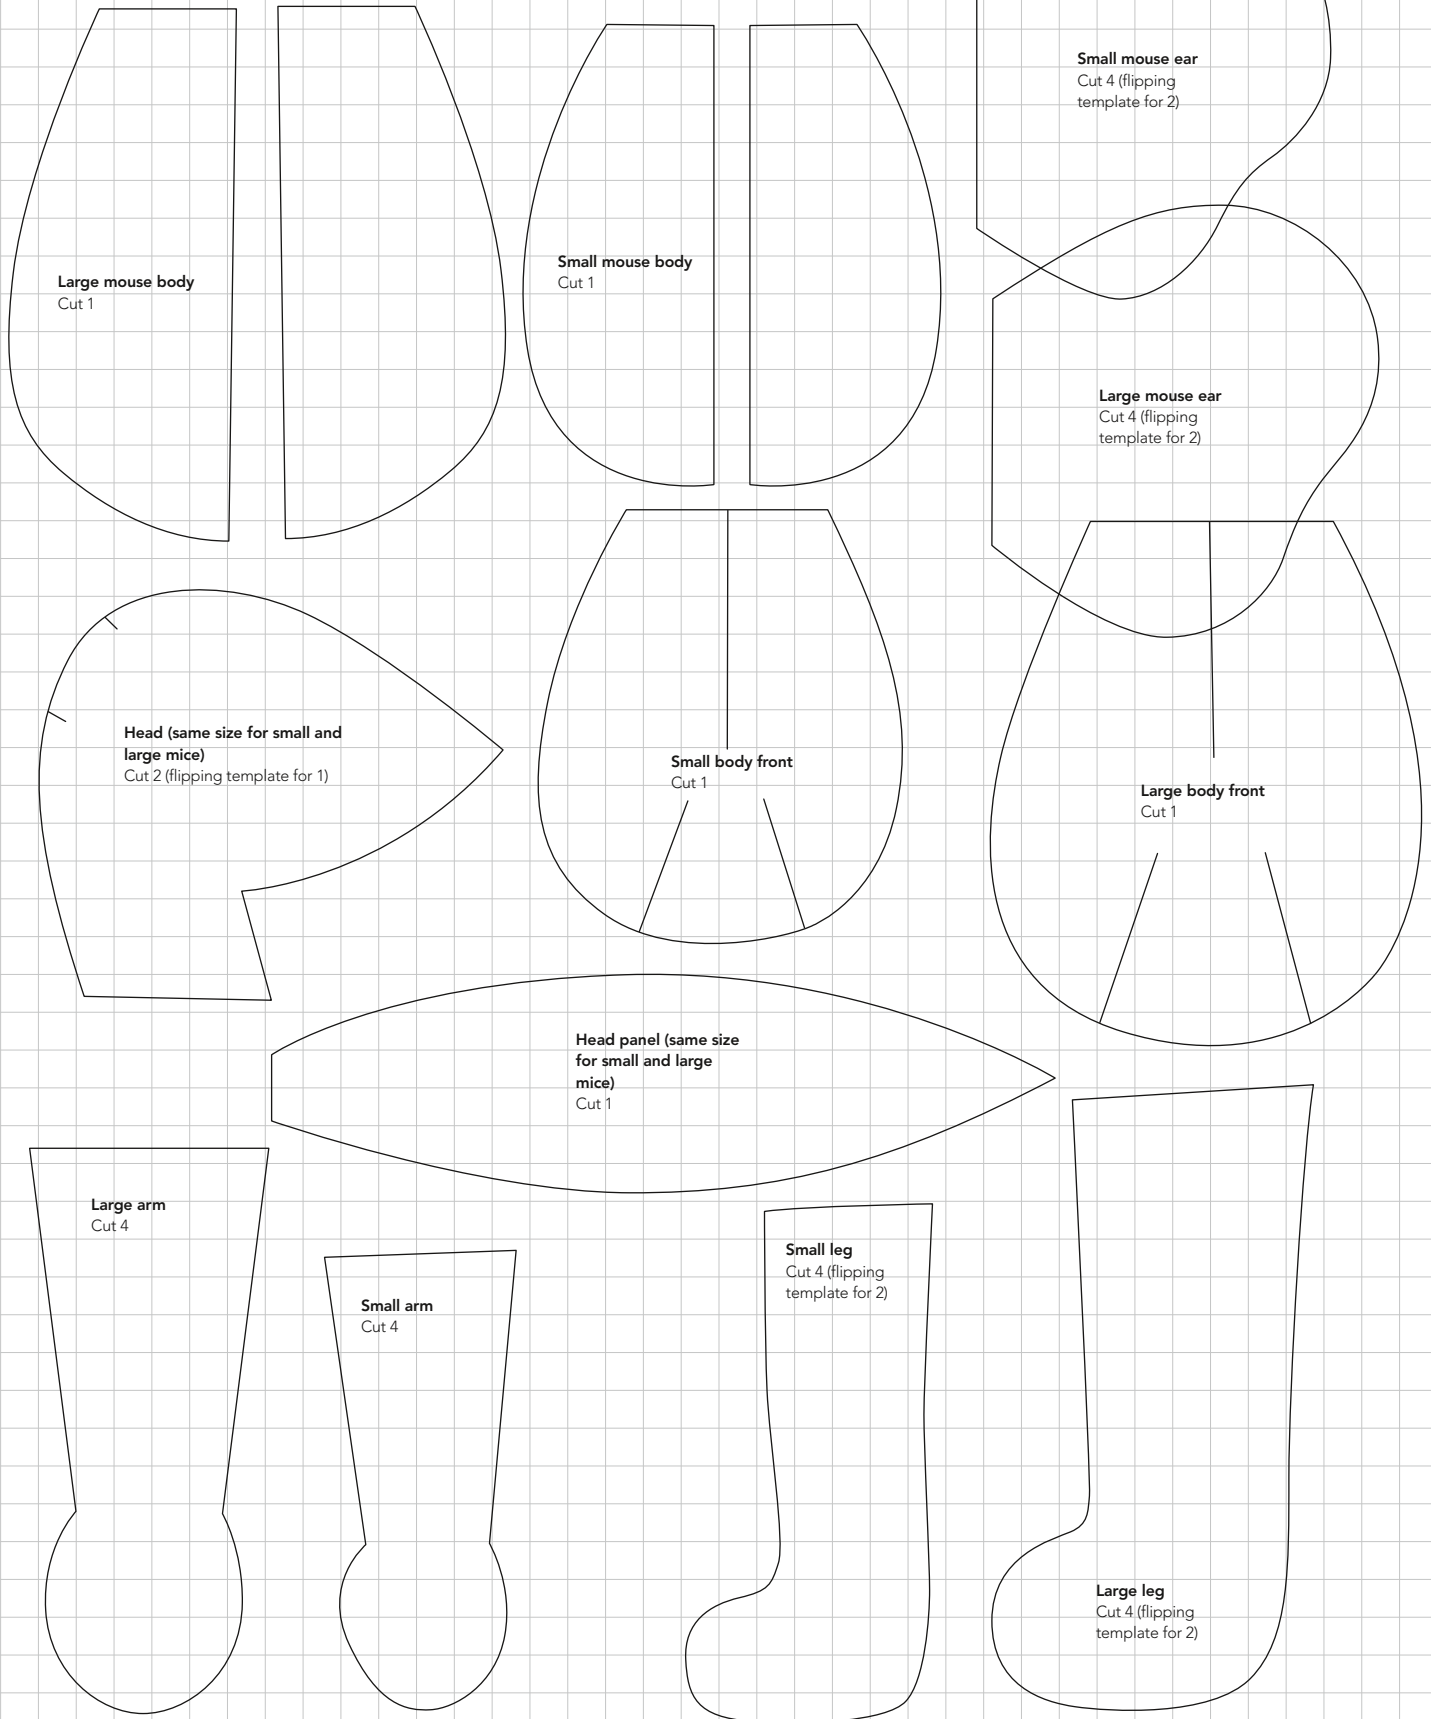 Small mouse ear
Cut 4 (flipping
template for 2)
Large mouse body
Cut 1
Small mouse body
Cut 1
Large mouse ear
Cut 4 (flipping
template for 2)
Head (same size for small and
large mice)
Cut 2 (flipping template for 1)
Small body front
Cut 1
Large body front
Cut 1
Head panel (same size
for small and large
mice)
Cut 1
Large arm
Cut 4
Small arm
Cut 4
Small leg
Cut 4 (flipping
template for 2)
Large leg
Cut 4 (flipping
template for 2)